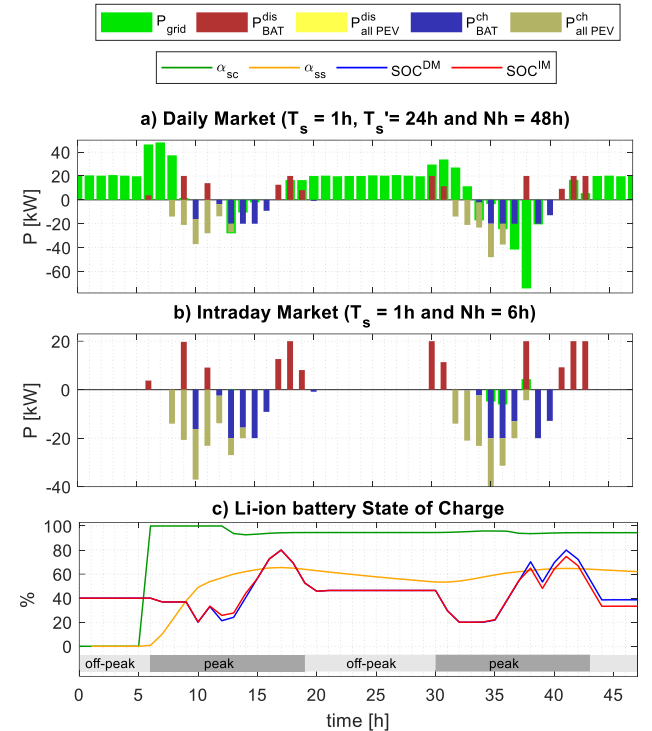 P_grid P^dis_BAT P^dis_all PEV P^ch_BAT P^ch_all PEV
α_sc α_ss SOC^DM SOC^IM
a) Daily Market (T_s = 1h, T_s'= 24h and Nh = 48h)
40
20
0
-20
-40
-60
P [kW]
b) Intraday Market (T_s = 1h and Nh = 6h)
20
0
-20
-40
P [kW]
c) Li-ion battery State of Charge
100
80
60
40
20
0
%
off-peak peak off-peak peak
0 5 10 15 20 25 30 35 40 45
time [h]